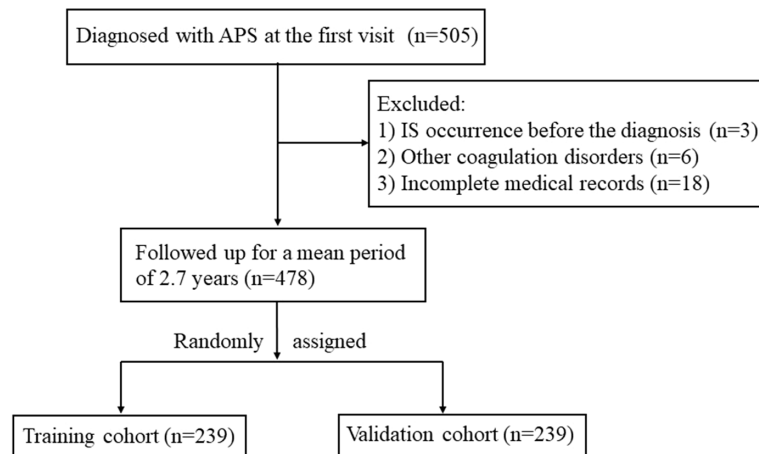 Diagnosed with APS at the first visit (n=505)
Excluded:
1) IS occurrence before the diagnosis (n=3)
2) Other coagulation disorders (n=6)
3) Incomplete medical records (n=18)
Followed up for a mean period
of 2.7 years (n=478)
Randomly assigned
Training cohort (n=239)
Validation cohort (n=239)